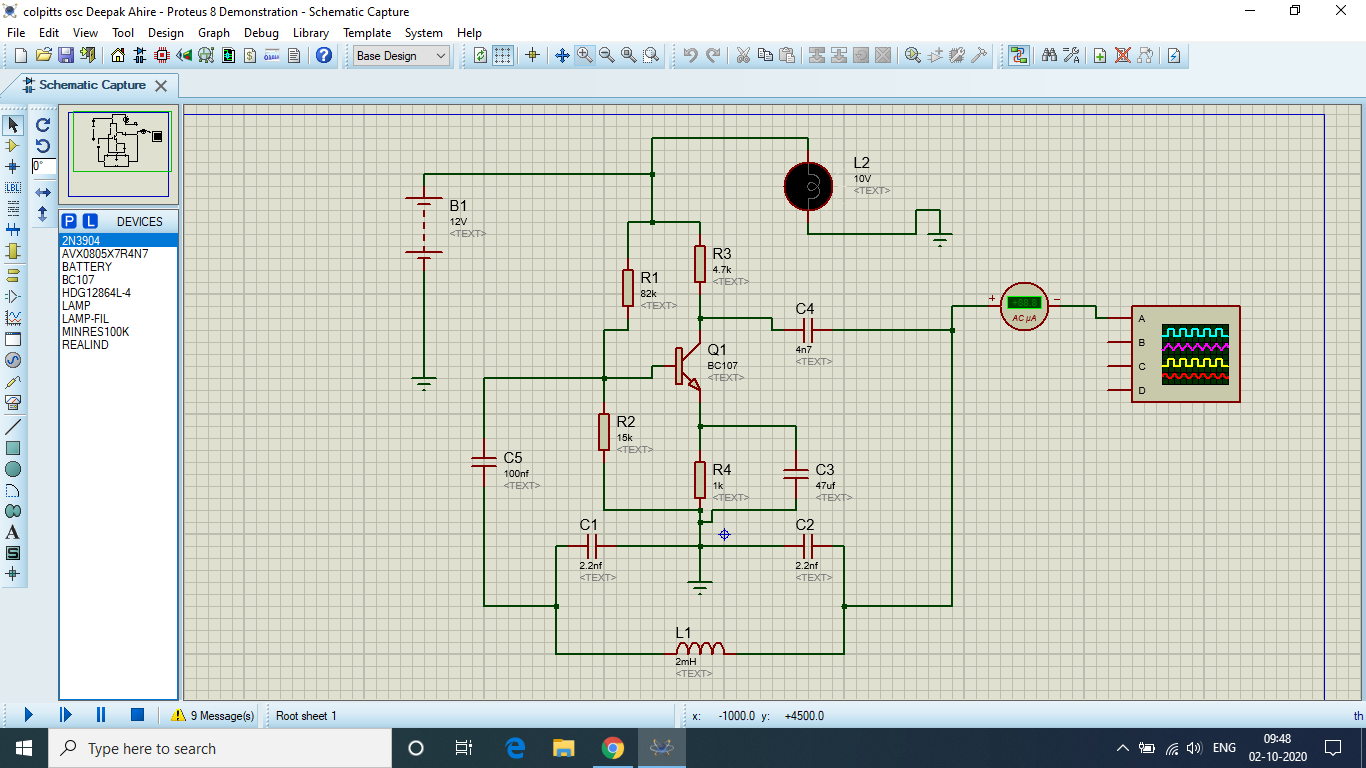 colpitts osc Deepak Ahire - Proteus 8 Demonstration - Schematic Capture
File Edit View Tool Design Graph Debug Library Template System Help
Base Design
Schematic Capture
0°
LBL
P L DEVICES
2N3904
AVX0805X7R4N7
BATTERY
BC107
HDG12864L-4
LAMP
LAMP-FIL
MINRES100K
REALIND
A
S
B1
12V
<TEXT>
L2
10V
<TEXT>
R3
4.7k
<TEXT>
R1
82k
<TEXT>
C4
4n7
<TEXT>
+
−
AC µA
A
B
C
D
Q1
BC107
<TEXT>
R2
15k
<TEXT>
C5
100nf
<TEXT>
R4
1k
<TEXT>
C3
47uf
<TEXT>
C1
2.2nf
<TEXT>
C2
2.2nf
<TEXT>
L1
2mH
<TEXT>
9 Message(s) Root sheet 1 x: -1000.0 y: +4500.0 th
Type here to search
ENG
09:48
02-10-2020